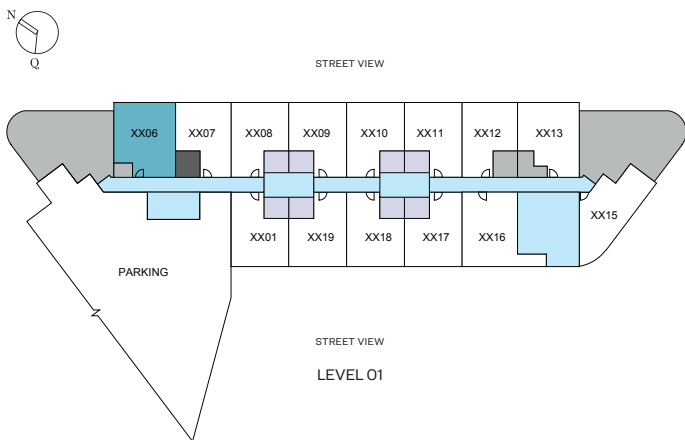 N
Q
STREET VIEW
XX06 XX07 XX08 XX09 XX10 XX11 XX12 XX13
XX01 XX19 XX18 XX17 XX16 XX15
PARKING
STREET VIEW
LEVEL 01